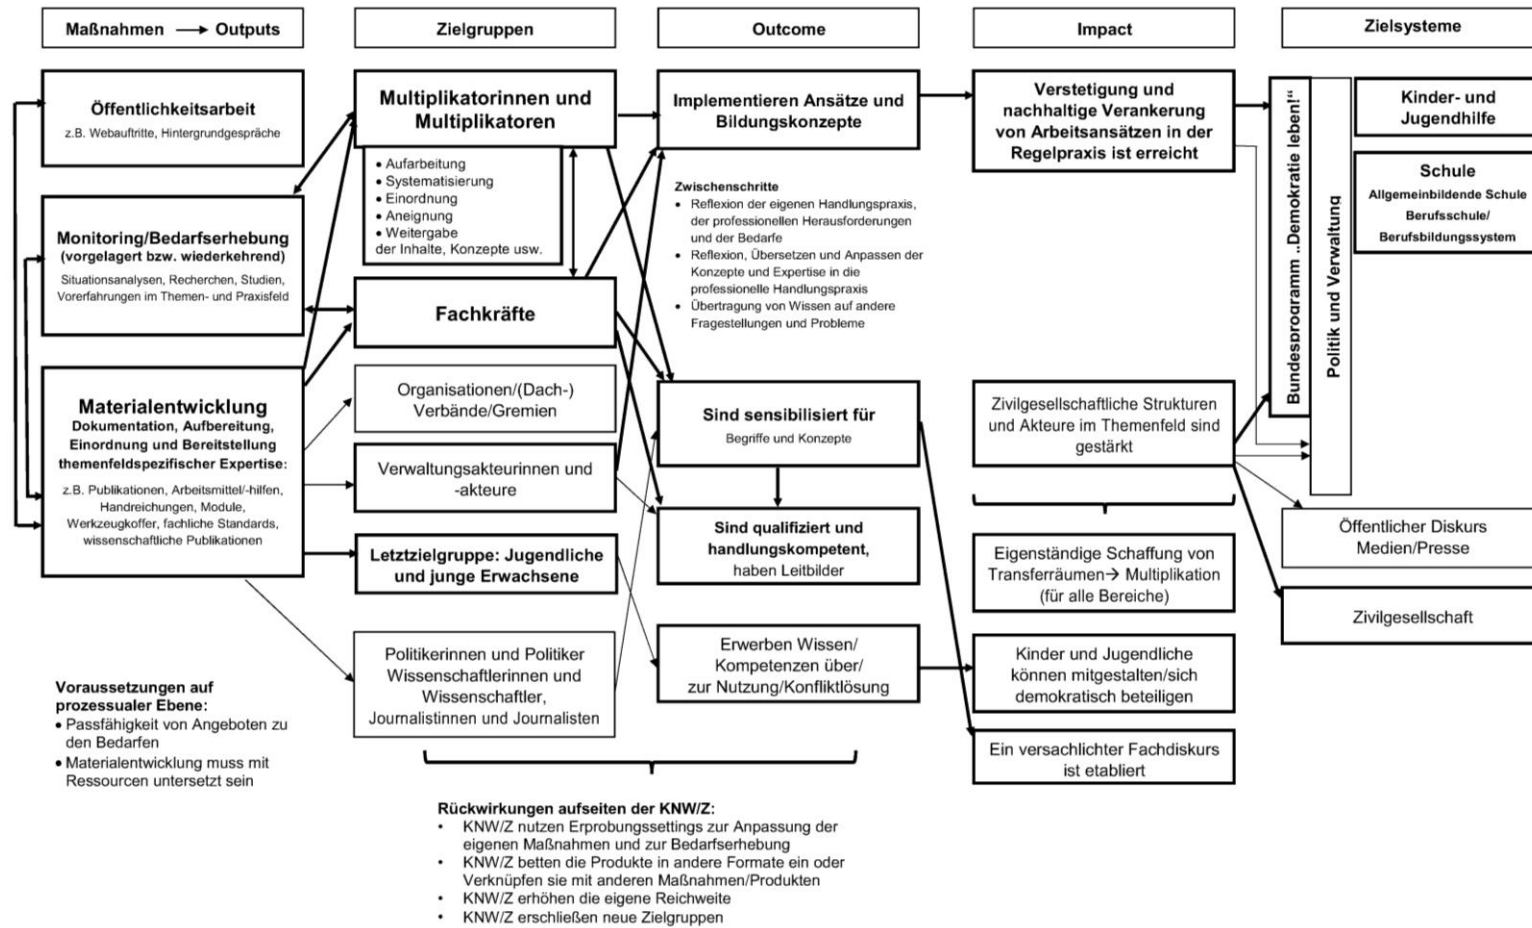 Maßnahmen → Outputs
Zielgruppen
Outcome
Impact
Zielsysteme
Öffentlichkeitsarbeit
z.B. Webauftritte, Hintergrundgespräche
Monitoring/Bedarfserhebung
(vorgelagert bzw. wiederkehrend)
Situationsanalysen, Recherchen, Studien,
Vorerfahrungen im Themen- und Praxisfeld
Materialentwicklung
Dokumentation, Aufbereitung,
Einordnung und Bereitstellung
themenfeldspezifischer Expertise:
z.B. Publikationen, Arbeitsmittel/-hilfen,
Handreichungen, Module,
Werkzeugkoffer, fachliche Standards,
wissenschaftliche Publikationen
Voraussetzungen auf
prozessualer Ebene:
• Passfähigkeit von Angeboten zu
den Bedarfen
• Materialentwicklung muss mit
Ressourcen untersetzt sein
Multiplikatorinnen und
Multiplikatoren
• Aufarbeitung
• Systematisierung
• Einordnung
• Aneignung
• Weitergabe
der Inhalte, Konzepte usw.
Fachkräfte
Organisationen/(Dach-)
Verbände/Gremien
Verwaltungsakteurinnen und
-akteure
Letztzielgruppe: Jugendliche
und junge Erwachsene
Politikerinnen und Politiker
Wissenschaftlerinnen und
Wissenschaftler,
Journalistinnen und Journalisten
Implementieren Ansätze und
Bildungskonzepte
Zwischenschritte
• Reflexion der eigenen Handlungspraxis,
der professionellen Herausforderungen
und der Bedarfe
• Reflexion, Übersetzen und Anpassen der
Konzepte und Expertise in die
professionelle Handlungspraxis
• Übertragung von Wissen auf andere
Fragestellungen und Probleme
Sind sensibilisiert für
Begriffe und Konzepte
Sind qualifiziert und
handlungskompetent,
haben Leitbilder
Erwerben Wissen/
Kompetenzen über/
zur Nutzung/Konfliktlösung
Rückwirkungen aufseiten der KNW/Z:
• KNW/Z nutzen Erprobungssettings zur Anpassung der
eigenen Maßnahmen und zur Bedarfserhebung
• KNW/Z betten die Produkte in andere Formate ein oder
Verknüpfen sie mit anderen Maßnahmen/Produkten
• KNW/Z erhöhen die eigene Reichweite
• KNW/Z erschließen neue Zielgruppen
Verstetigung und
nachhaltige Verankerung
von Arbeitsansätzen in der
Regelpraxis ist erreicht
Zivilgesellschaftliche Strukturen
und Akteure im Themenfeld sind
gestärkt
Eigenständige Schaffung von
Transferräumen→ Multiplikation
(für alle Bereiche)
Kinder und Jugendliche
können mitgestalten/sich
demokratisch beteiligen
Ein versachlichter Fachdiskurs
ist etabliert
Bundesprogramm „Demokratie leben!“
Politik und Verwaltung
Kinder- und
Jugendhilfe
Schule
Allgemeinbildende Schule
Berufsschule/
Berufsbildungssystem
Öffentlicher Diskurs
Medien/Presse
Zivilgesellschaft